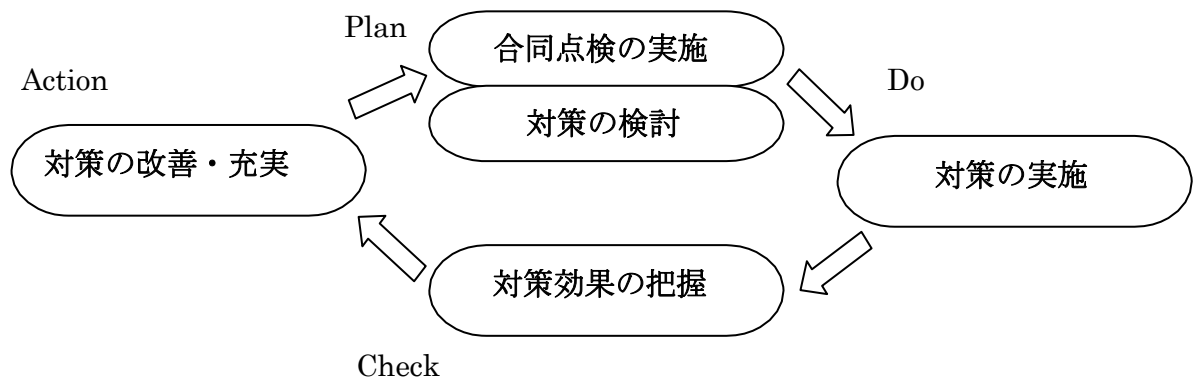 Plan
合同点検の実施
Action
Do
対策の検討
対策の改善・充実
対策の実施
対策効果の把握
Check